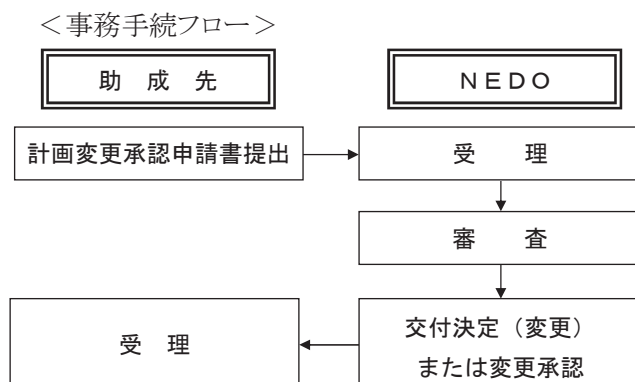 ＜事務手続フロー＞
助　成　先
ＮＥＤＯ
計画変更承認申請書提出
受　　理
審　　査
交付決定（変更）
または変更承認
受　理